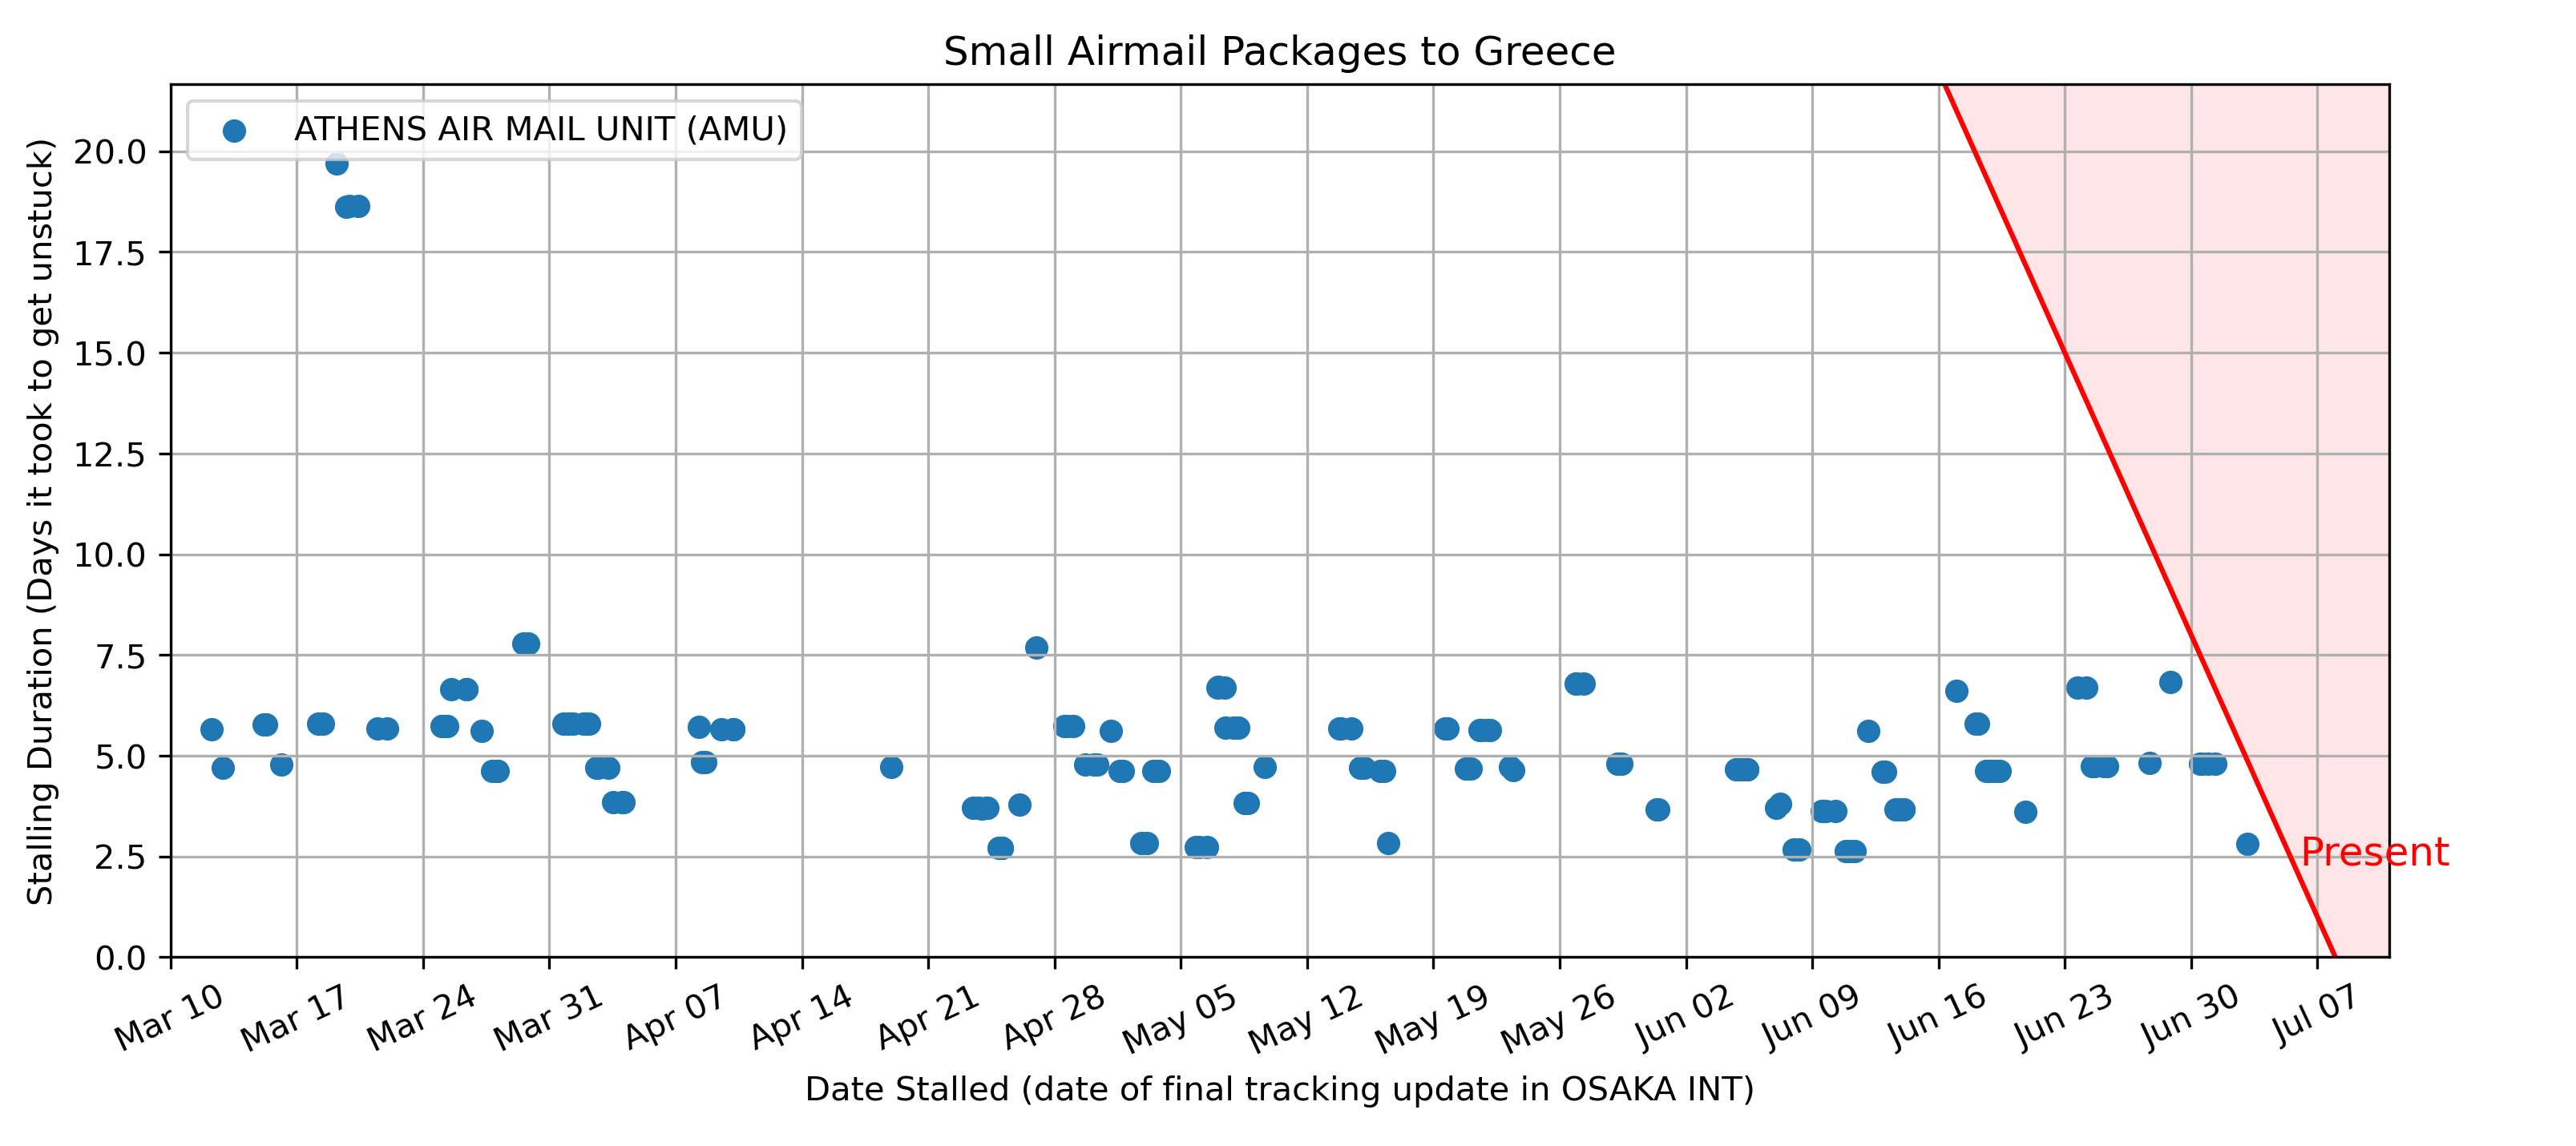 Small Airmail Packages to Greece
ATHENS AIR MAIL UNIT (AMU)
Stalling Duration (Days it took to get unstuck)
20.0
17.5
15.0
12.5
10.0
7.5
5.0
2.5
0.0
Present
Mar 10
Mar 17
Mar 24
Mar 31
Apr 07
Apr 14
Apr 21
Apr 28
May 05
May 12
May 19
May 26
Jun 02
Jun 09
Jun 16
Jun 23
Jun 30
Jul 07
Date Stalled (date of final tracking update in OSAKA INT)